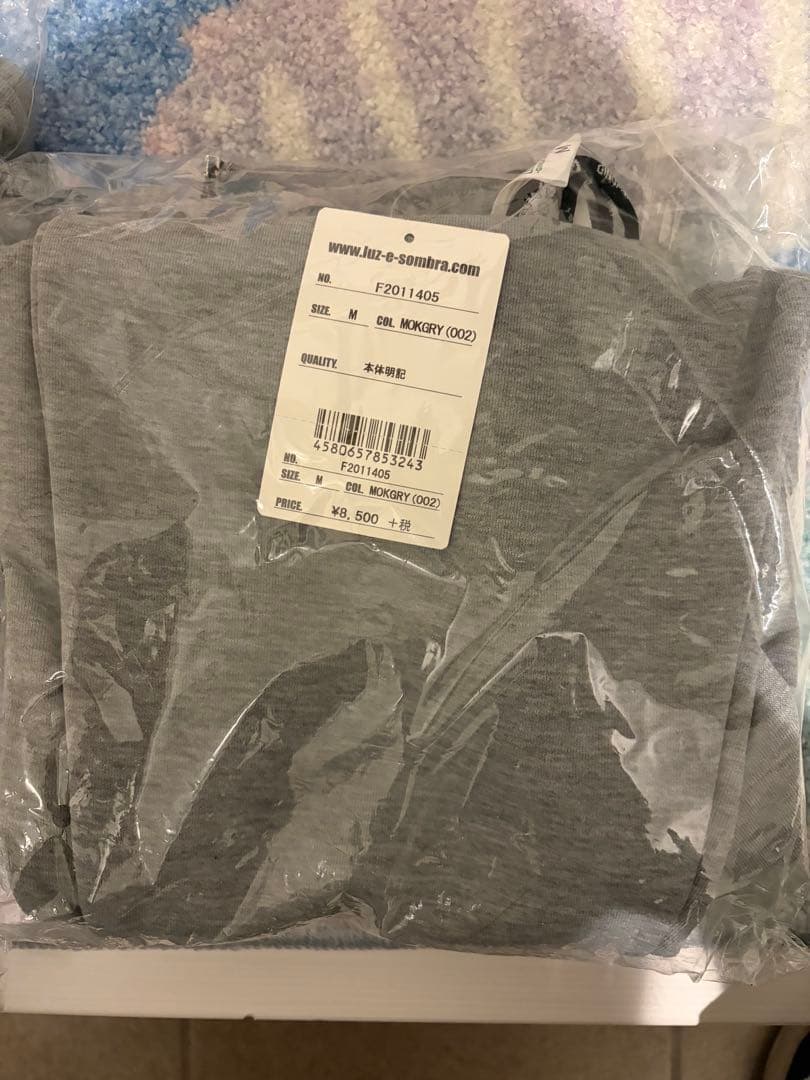 www.luz-e-sombra.com
NO. F2011405
SIZE. M COL. MOKGRY(002)
QUALITY. 本体明記
4580657853243
NO. F2011405
SIZE. M COL. MOKGRY(002)
PRICE. ¥8,500 +税